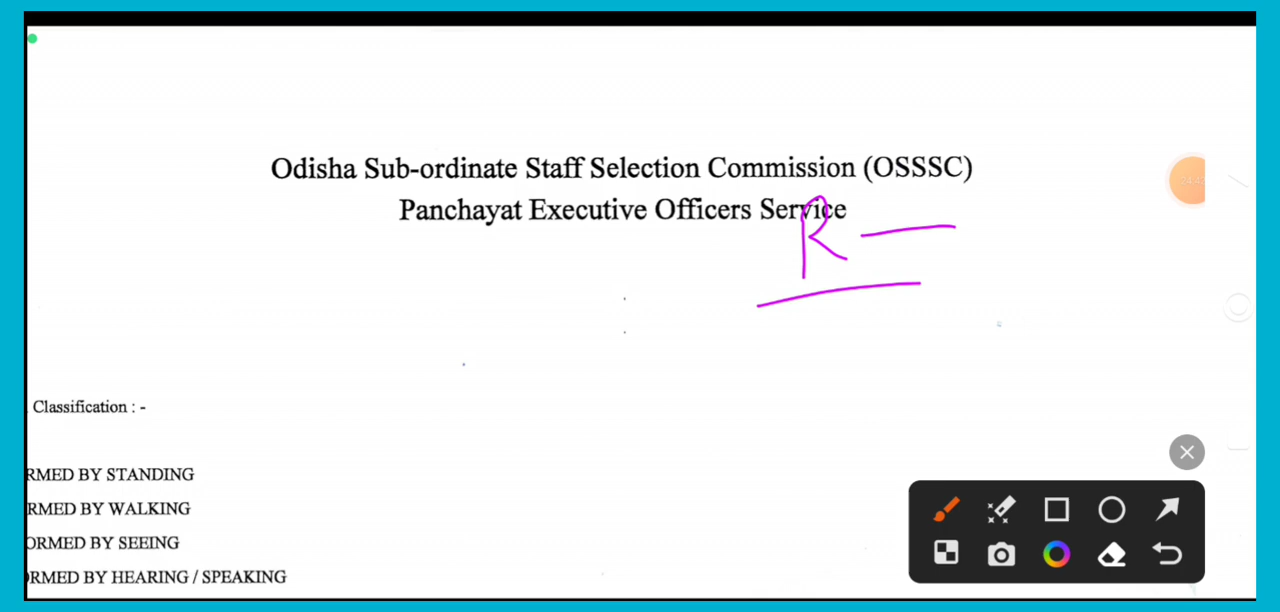 Odisha Sub-ordinate Staff Selection Commission (OSSSC)
Panchayat Executive Officers Service
R —
Classification : -
RMED BY STANDING
RMED BY WALKING
ORMED BY SEEING
ORMED BY HEARING / SPEAKING